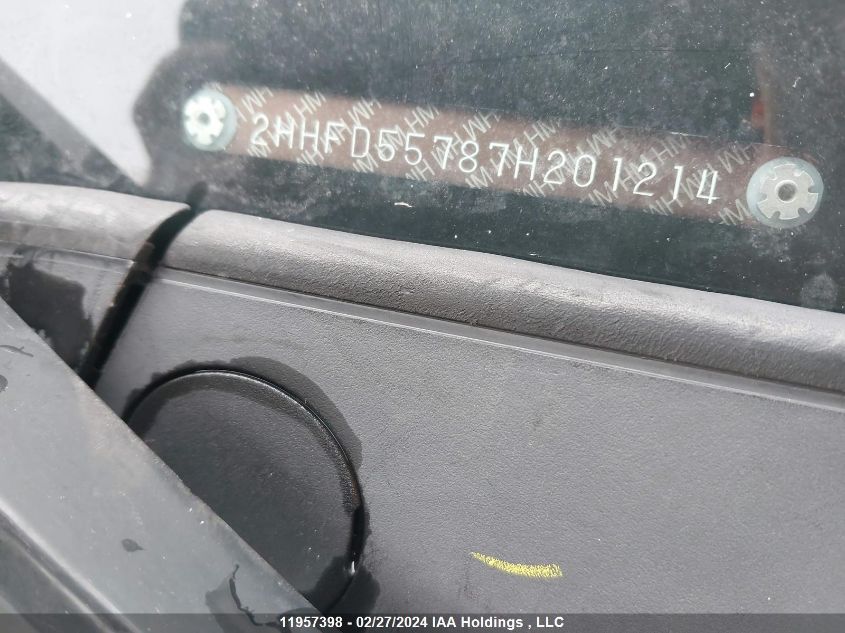 2HHFD55787H201214
11957398 - 02/27/2024 IAA Holdings , LLC